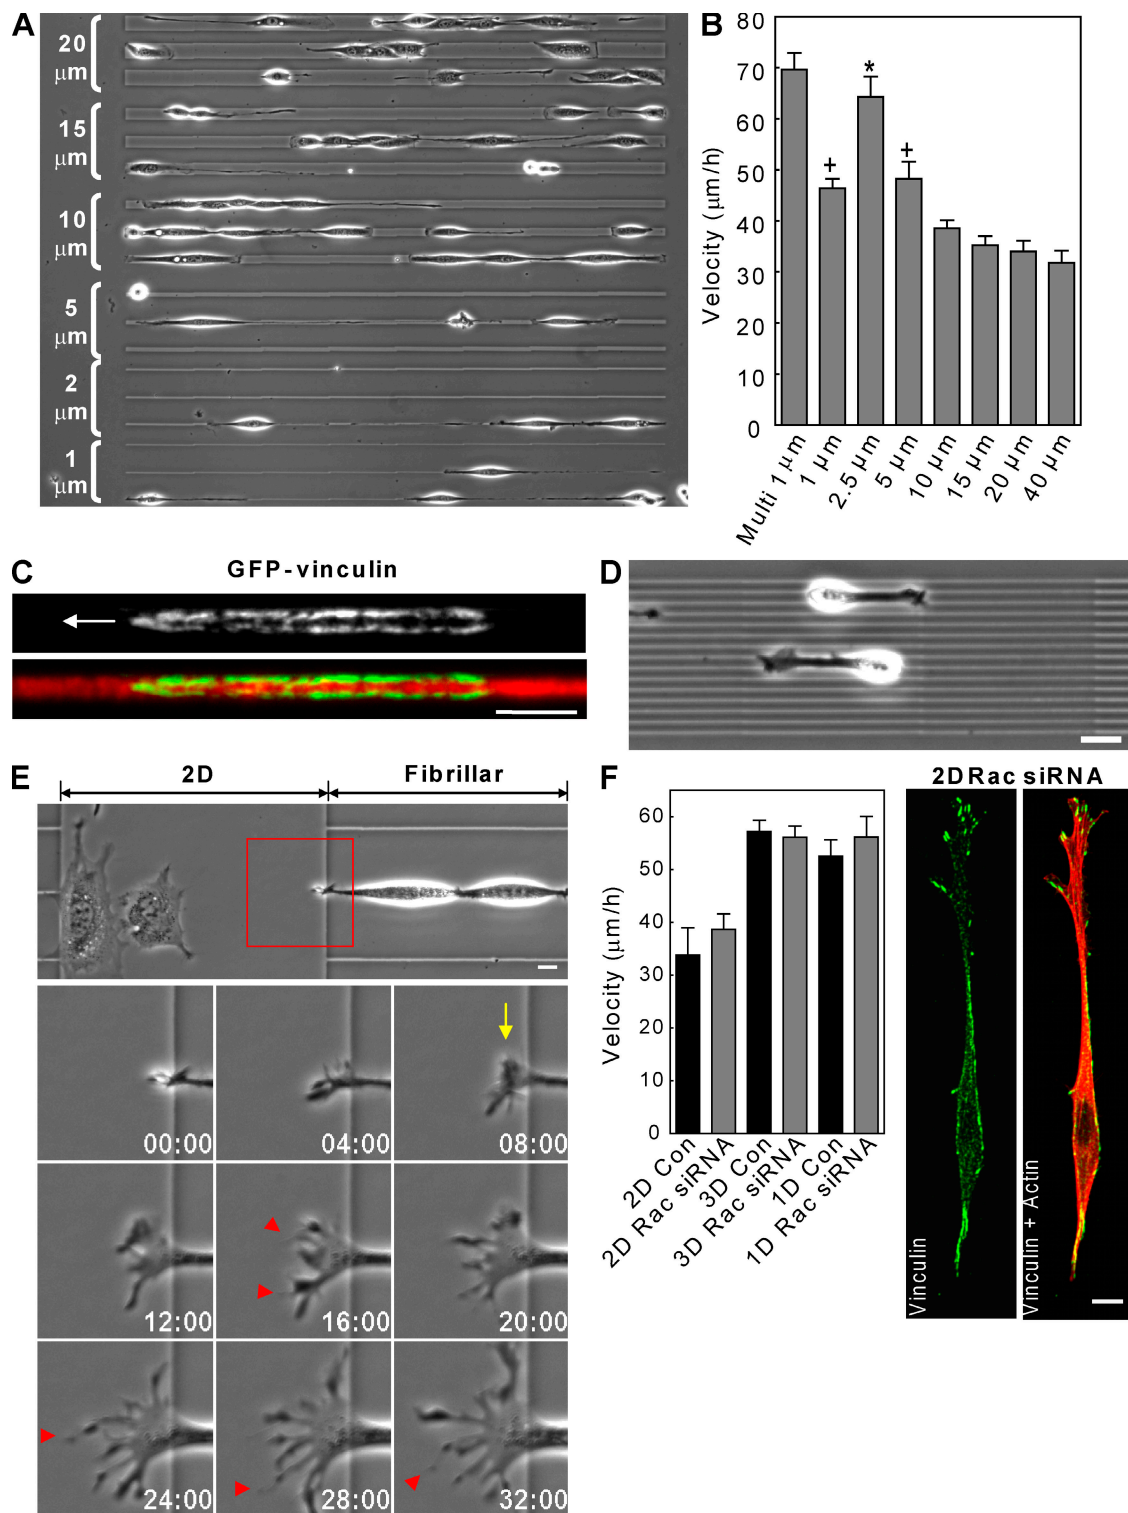 A
20
µm
15
µm
10
µm
5
µm
2
µm
1
µm
B
Velocity (µm/h)
80
70
60
50
40
30
20
10
0
*
+
+
Multi 1 µm
1 µm
2.5 µm
5 µm
10 µm
15 µm
20 µm
40 µm
C
GFP-vinculin
D
E
2D
Fibrillar
00:00
04:00
08:00
12:00
16:00
20:00
24:00
28:00
32:00
F
Velocity (µm/h)
60
50
40
30
20
10
0
2D Con
2D Rac siRNA
3D Con
3D Rac siRNA
1D Con
1D Rac siRNA
2D Rac siRNA
Vinculin
Vinculin + Actin